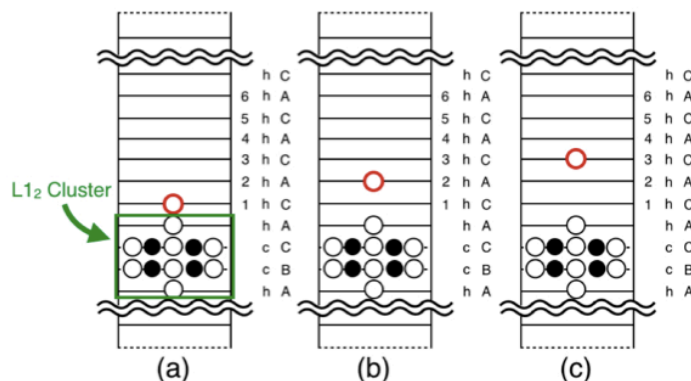 h C h C h C
6 h A 6 h A 6 h A
5 h C 5 h C 5 h C
4 h A 4 h A 4 h A
3 h C 3 h C 3 h C
2 h A 2 h A 2 h A
L1₂ Cluster
1 h C 1 h C 1 h C
h A h A h A
c C c C c C
c B c B c B
h A h A h A
(a) (b) (c)